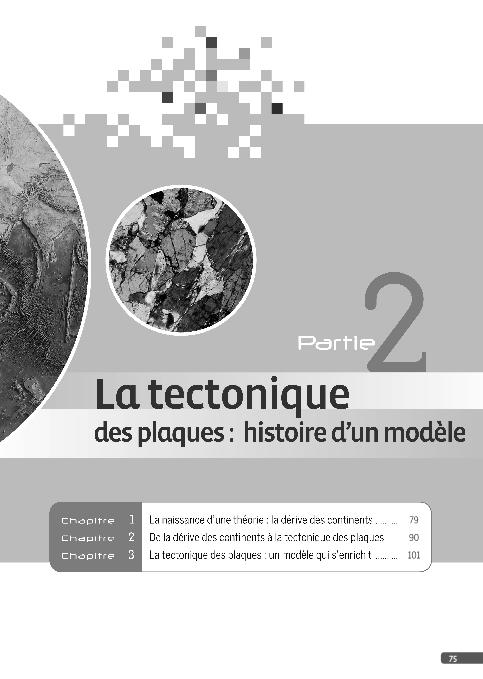 Partie 2
La tectonique
des plaques : histoire d'un modèle
Chapitre 1 La naissance d'une théorie : la dérive des continents ......... 79
Chapitre 2 De la dérive des continents à la tectonique des plaques 90
Chapitre 3 La tectonique des plaques : un modèle qui s'enrichit ......... 101
75